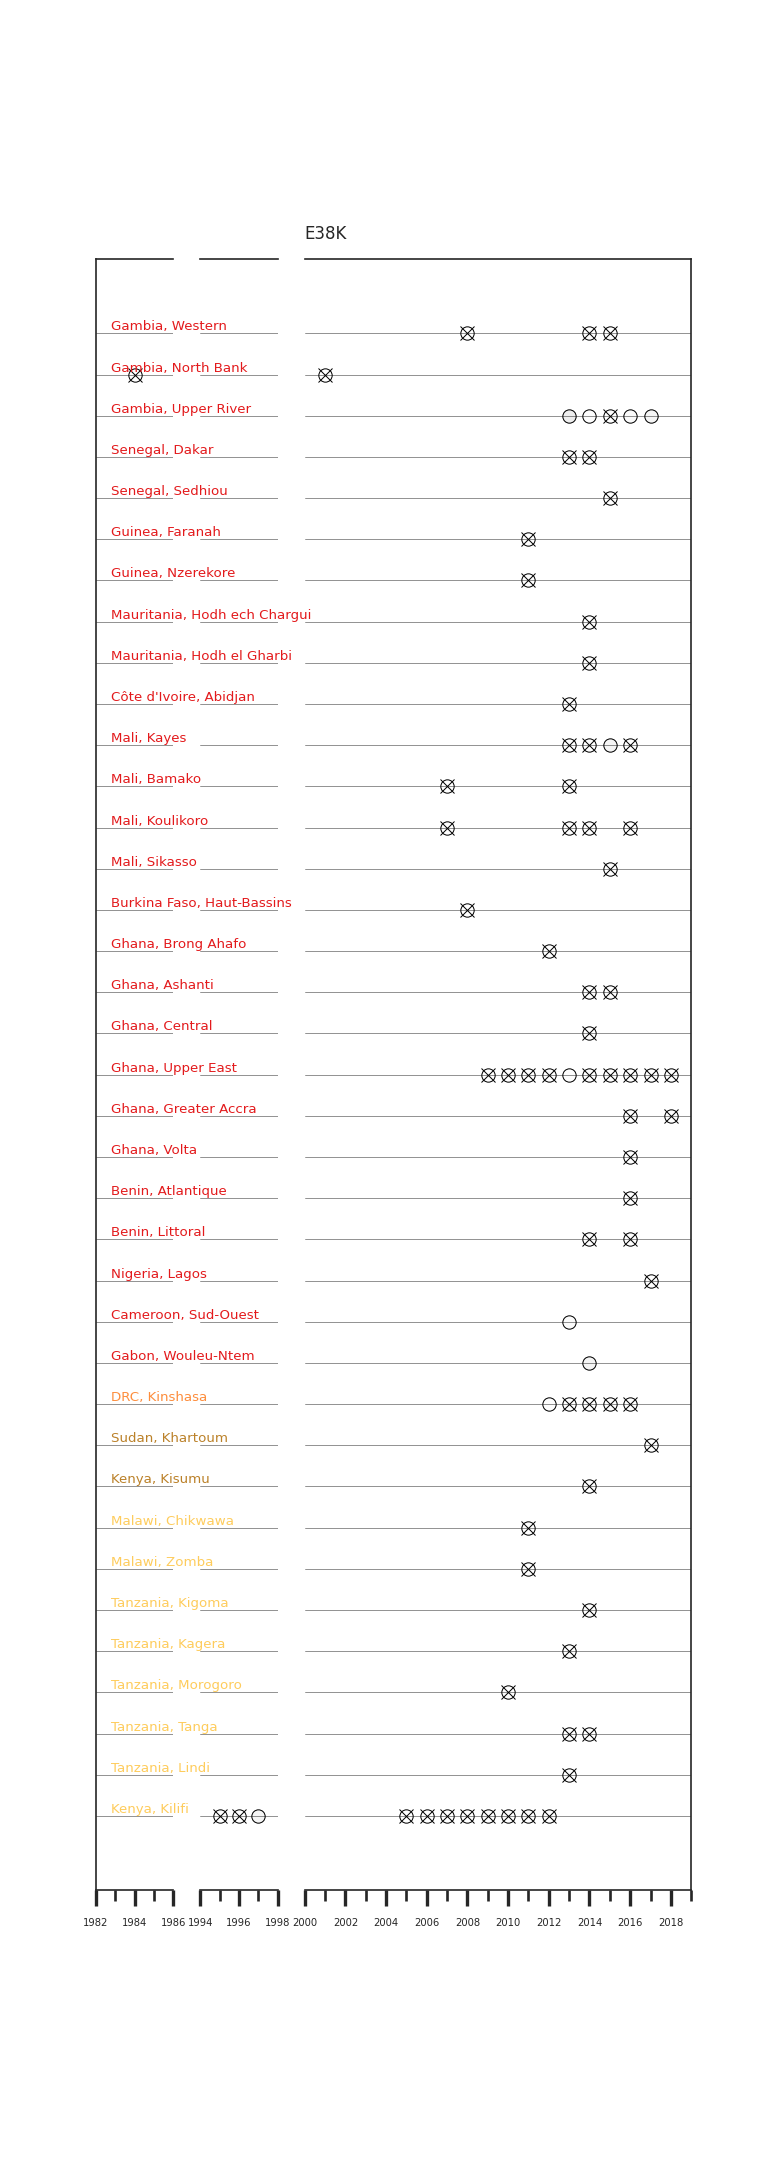 E38K
Gambia, Western
Gambia, North Bank
Gambia, Upper River
Senegal, Dakar
Senegal, Sedhiou
Guinea, Faranah
Guinea, Nzerekore
Mauritania, Hodh ech Chargui
Mauritania, Hodh el Gharbi
Côte d'Ivoire, Abidjan
Mali, Kayes
Mali, Bamako
Mali, Koulikoro
Mali, Sikasso
Burkina Faso, Haut-Bassins
Ghana, Brong Ahafo
Ghana, Ashanti
Ghana, Central
Ghana, Upper East
Ghana, Greater Accra
Ghana, Volta
Benin, Atlantique
Benin, Littoral
Nigeria, Lagos
Cameroon, Sud-Ouest
Gabon, Wouleu-Ntem
DRC, Kinshasa
Sudan, Khartoum
Kenya, Kisumu
Malawi, Chikwawa
Malawi, Zomba
Tanzania, Kigoma
Tanzania, Kagera
Tanzania, Morogoro
Tanzania, Tanga
Tanzania, Lindi
Kenya, Kilifi
1982 1984 1986 1994 1996 1998 2000 2002 2004 2006 2008 2010 2012 2014 2016 2018